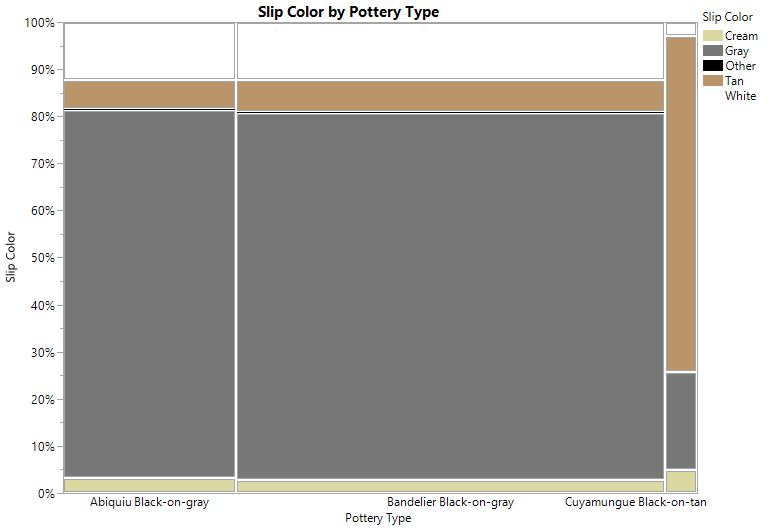 Slip Color by Pottery Type
Slip Color
Cream
Gray
Other
Tan
White
100%
90%
80%
70%
60%
50%
40%
30%
20%
10%
0%
Slip Color
Abiquiu Black-on-gray
Bandelier Black-on-gray
Cuyamungue Black-on-tan
Pottery Type